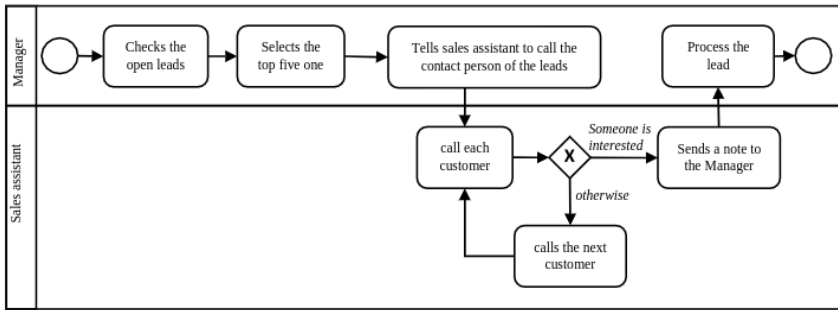 Manager
Checks the
open leads
Selects the
top five one
Tells sales assistant to call the
contact person of the leads
Process the
lead
Sales assistant
call each
customer
X
Someone is
interested
Sends a note to
the Manager
otherwise
calls the next
customer